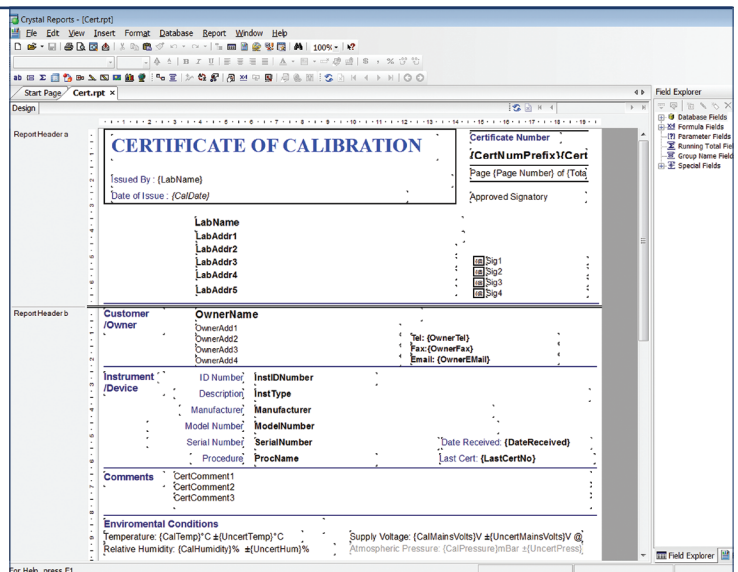 Crystal Reports - [Cert.rpt]
File Edit View Insert Format Database Report Window Help
100%
Start Page Cert.rpt ×
Field Explorer
Design
Database Fields
Formula Fields
Parameter Fields
Running Total Fie
Group Name Field
Special Fields
ReportHeader a
CERTIFICATE OF CALIBRATION
Certificate Number
{CertNumPrefix}{Cert
Issued By : {LabName}
Page {Page Number} of {Tota
Date of Issue : {CalDate}
Approved Signatory
LabName
LabAddr1
LabAddr2
LabAddr3
LabAddr4
LabAddr5
Sig1
Sig2
Sig3
Sig4
ReportHeader b
Customer
/Owner
OwnerName
OwnerAdd1
OwnerAdd2
OwnerAdd3
OwnerAdd4
Tel: {OwnerTel}
Fax:{OwnerFax}
Email: {OwnerEMail}
Instrument
/Device
ID Number InstIDNumber
Description InstType
Manufacturer Manufacturer
Model Number ModelNumber
Serial Number SerialNumber
Date Received: {DateReceived}
Procedure ProcName
Last Cert: {LastCertNo}
Comments
CertComment1
CertComment2
CertComment3
Enviromental Conditions
Temperature: {CalTemp}°C ±{UncertTemp}°C
Supply Voltage: {CalMainsVolts}V ±{UncertMainsVolts}V @
Relative Humidity: {CalHumidity}% ±{UncertHum}%
Atmospheric Pressure: {CalPressure}mBar ±{UncertPress}
Field Explorer
For Help, press F1